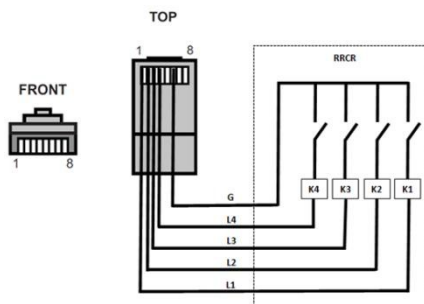 TOP
1 8
RRCR
FRONT
1 8
K4 K3 K2 K1
G
L4
L3
L2
L1